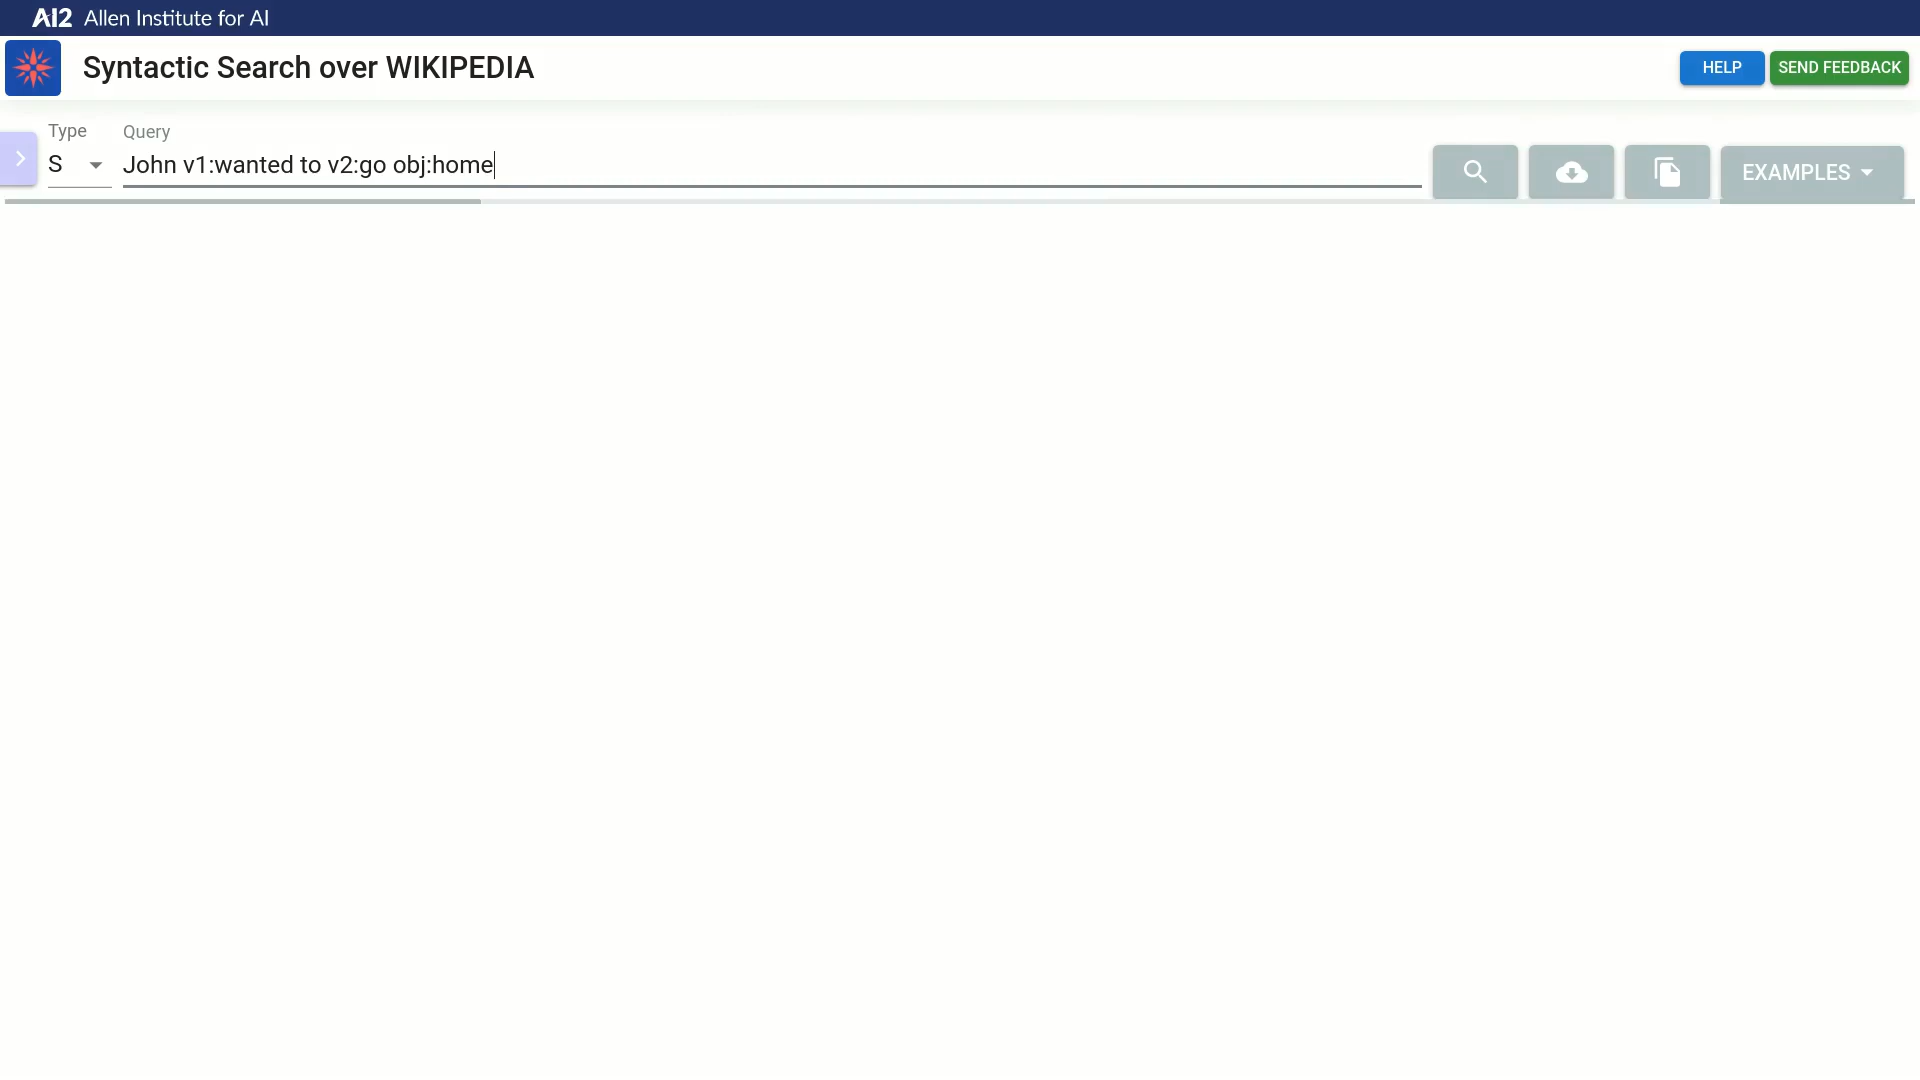 AI2 Allen Institute for AI
Syntactic Search over WIKIPEDIA
HELP
SEND FEEDBACK
Type
Query
S
John v1:wanted to v2:go obj:home
EXAMPLES